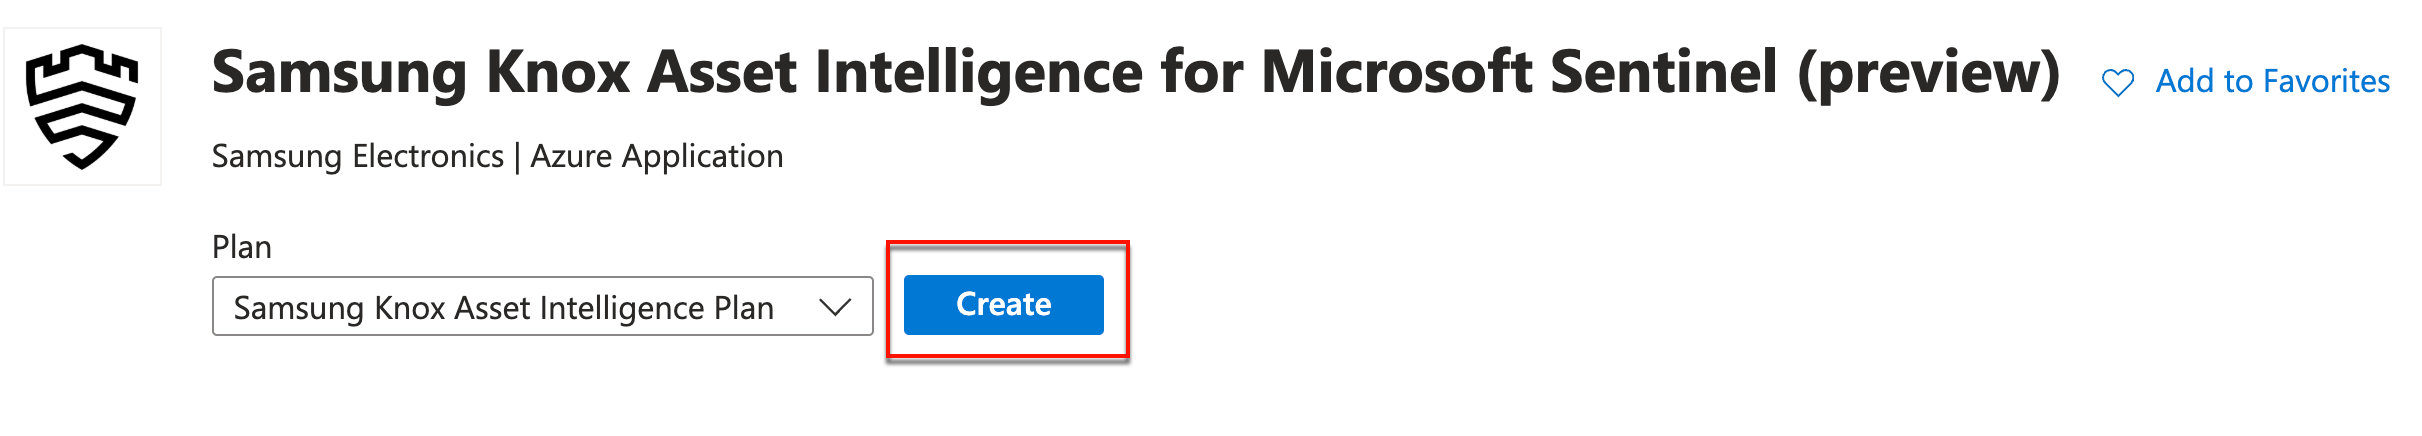 Samsung Knox Asset Intelligence for Microsoft Sentinel (preview) Add to Favorites
Samsung Electronics | Azure Application
Plan
Samsung Knox Asset Intelligence Plan Create